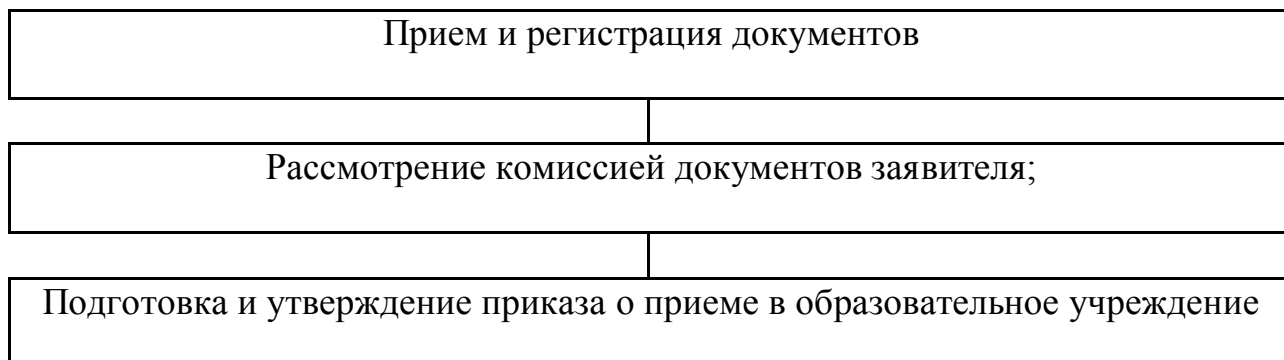 Прием и регистрация документов
Рассмотрение комиссией документов заявителя;
Подготовка и утверждение приказа о приеме в образовательное учреждение